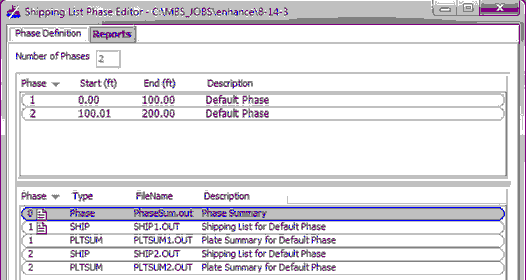 Shipping List Phase Editor - C:\MBS_JOBS\enhance\8-14-3
Phase Definition Reports
Number of Phases 2
Phase Start (ft) End (ft) Description
1 0.00 100.00 Default Phase
2 100.01 200.00 Default Phase
Phase Type FileName Description
0 Phase PhaseSum.out Phase Summary
1 SHIP SHIP1.OUT Shipping List for Default Phase
1 PLTSUM PLTSUM1.OUT Plate Summary for Default Phase
2 SHIP SHIP2.OUT Shipping List for Default Phase
2 PLTSUM PLTSUM2.OUT Plate Summary for Default Phase